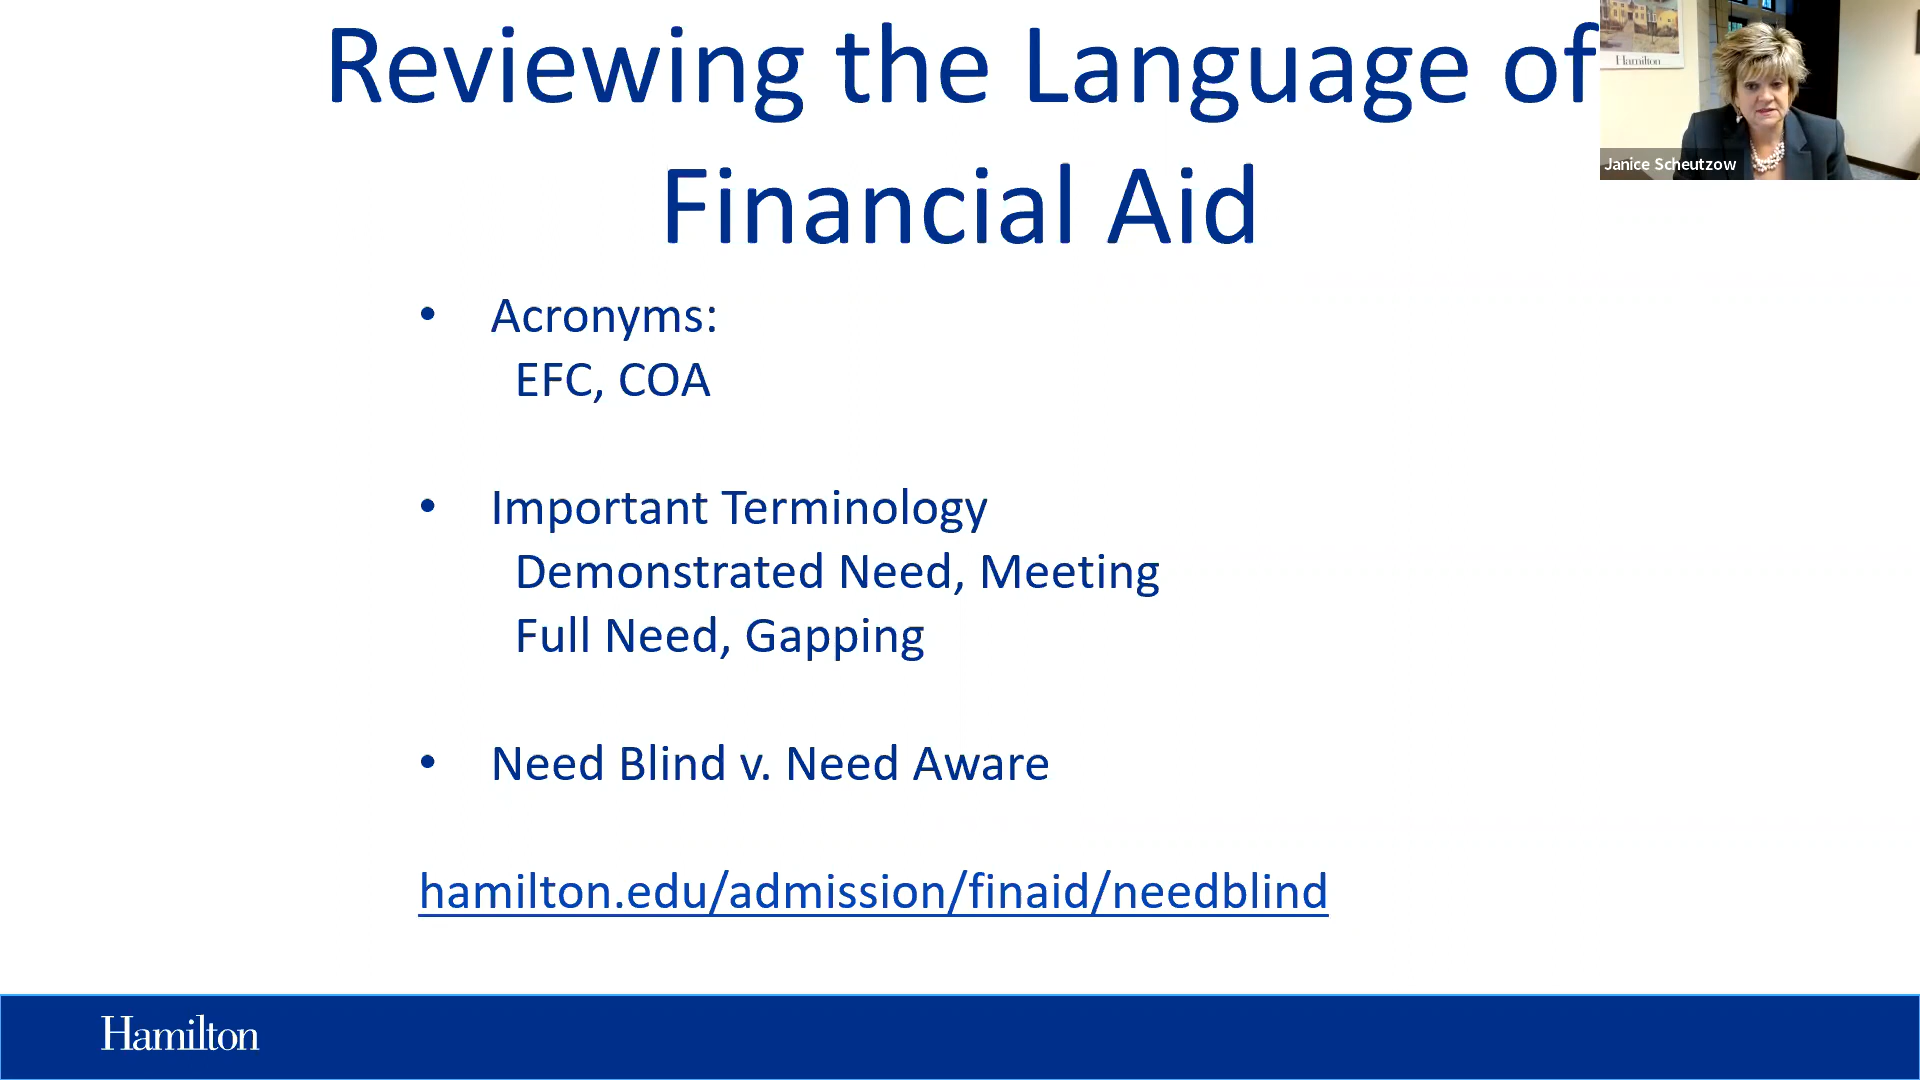 Reviewing the Language of
Financial Aid
Hamilton
Janice Scheutzow
• Acronyms:
EFC, COA
• Important Terminology
Demonstrated Need, Meeting
Full Need, Gapping
• Need Blind v. Need Aware
hamilton.edu/admission/finaid/needblind
Hamilton